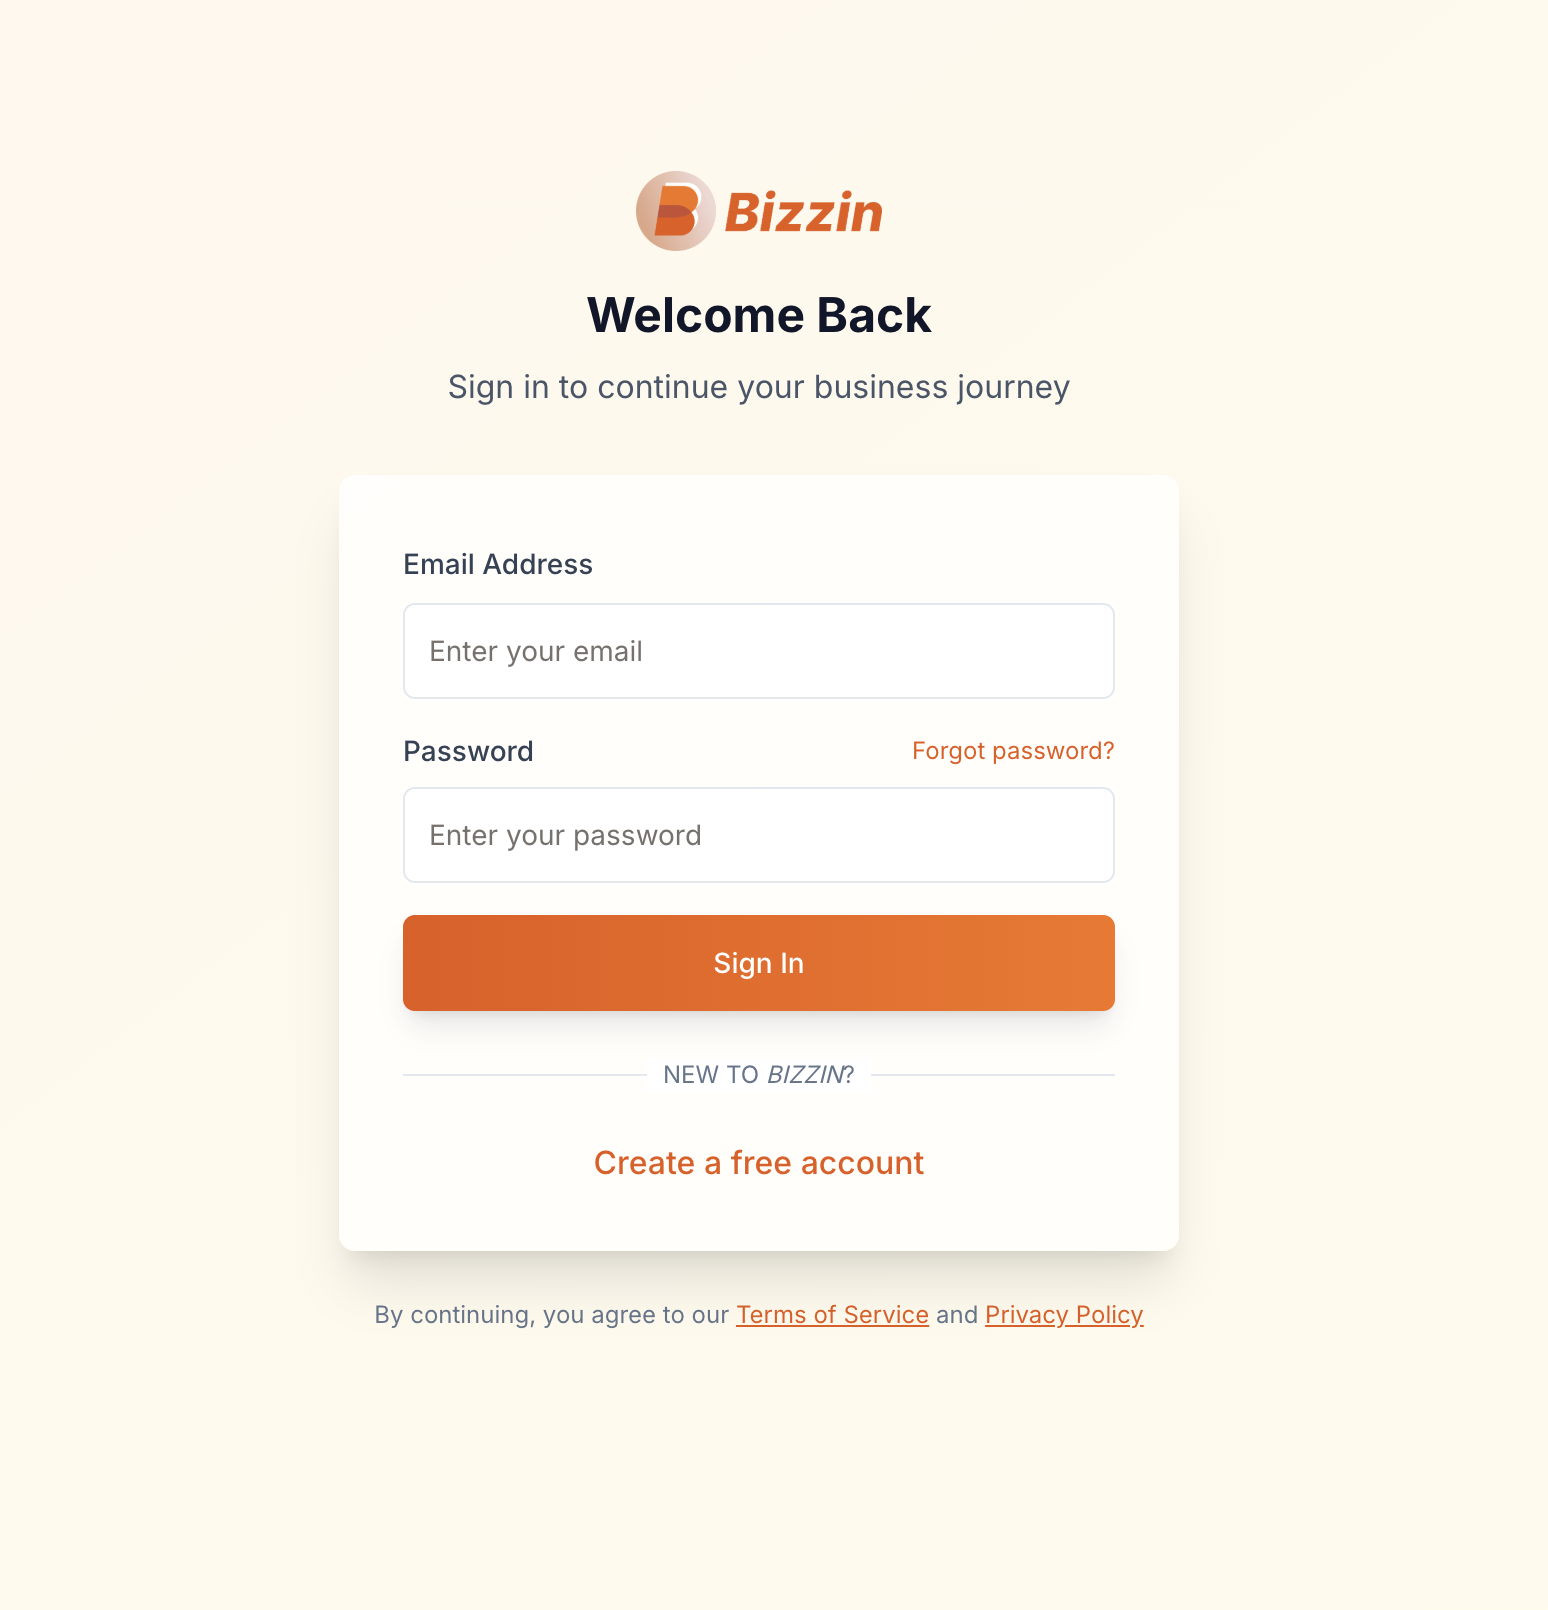 Bizzin
Welcome Back
Sign in to continue your business journey
Email Address
Enter your email
Password Forgot password?
Enter your password
Sign In
NEW TO BIZZIN?
Create a free account
By continuing, you agree to our Terms of Service and Privacy Policy